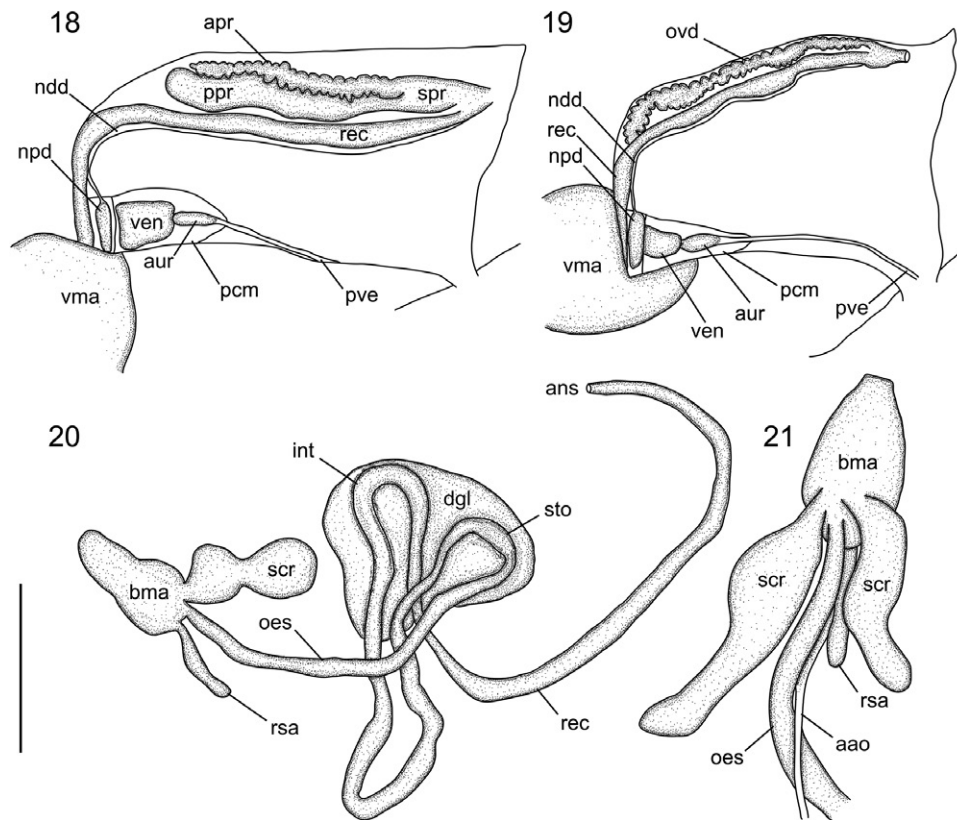 18
apr
ndd
ppr
spr
rec
npd
ven
aur
vma
pcm
pve
19
ovd
ndd
rec
npd
vma
ven
aur
pcm
pve
20
ans
int
dgl
sto
bma
scr
oes
rsa
rec
21
bma
scr
scr
rsa
oes
aao